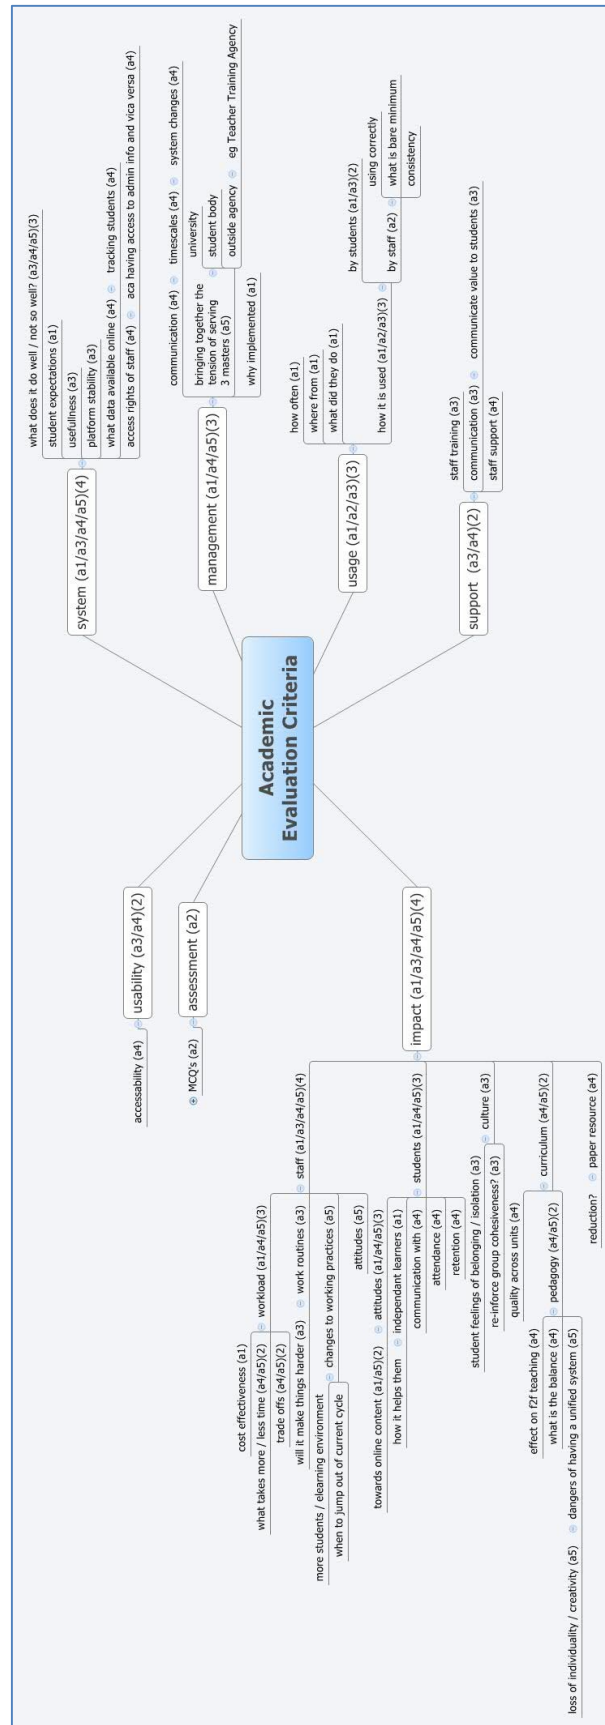 Academic
Evaluation Criteria
system (a1/a3/a4/a5)(4)
what does it do well / not so well? (a3/a4/a5)(3)
student expectations (a1)
usefullness (a3)
platform stability (a3)
what data available online (a4)
tracking students (a4)
access rights of staff (a4)
aca having access to admin info and vica versa (a4)
management (a1/a4/a5)(3)
communication (a4)
timescales (a4)
system changes (a4)
bringing together the
tension of serving
3 masters (a5)
university
student body
outside agency
eg Teacher Training Agency
why implemented (a1)
usage (a1/a2/a3)(3)
how often (a1)
where from (a1)
what did they do (a1)
how it is used (a1/a2/a3)(3)
by students (a1/a3)(2)
by staff (a2)
using correctly
what is bare minimum
consistency
support (a3/a4)(2)
staff training (a3)
communication (a3)
communicate value to students (a3)
staff support (a4)
usability (a3/a4)(2)
accessability (a4)
assessment (a2)
MCQ's (a2)
impact (a1/a3/a4/a5)(4)
staff (a1/a3/a4/a5)(4)
workload (a1/a4/a5)(3)
cost effectiveness (a1)
what takes more / less time (a4/a5)(2)
trade offs (a4/a5)(2)
work routines (a3)
will it make things harder (a3)
changes to working practices (a5)
more students / elearning environment
when to jump out of current cycle
attitudes (a5)
students (a1/a4/a5)(3)
attitudes (a1/a4/a5)(3)
towards online content (a1/a5)(2)
independant learners (a1)
how it helps them
communication with (a4)
attendance (a4)
retention (a4)
culture (a3)
student feelings of belonging / isolation (a3)
re-inforce group cohesiveness? (a3)
curriculum (a4/a5)(2)
quality across units (a4)
pedagogy (a4/a5)(2)
effect on f2f teaching (a4)
what is the balance (a4)
dangers of having a unified system (a5)
loss of individuality / creativity (a5)
paper resource (a4)
reduction?